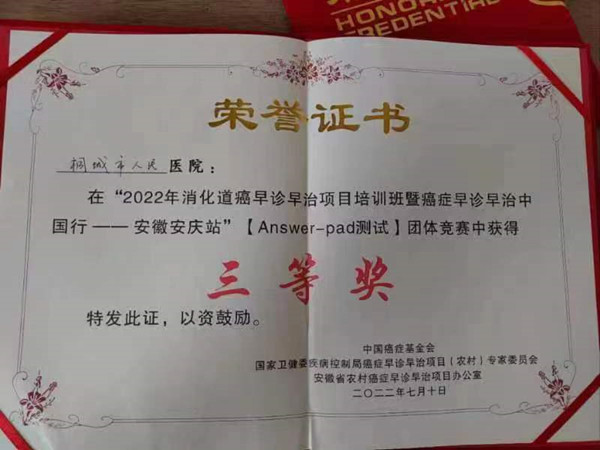 HONOR
CREDENTIAL
荣誉证书
桐城市人民医院：
在“2022年消化道癌早诊早治项目培训班暨癌症早诊早治中
国行——安徽安庆站”【Answer-pad测试】团体竞赛中获得
三等奖
特发此证，以资鼓励。
中国癌症基金会
国家卫健委疾病控制局癌症早诊早治项目（农村）专家委员会
安徽省农村癌症早诊早治项目办公室
二〇二二年七月十日